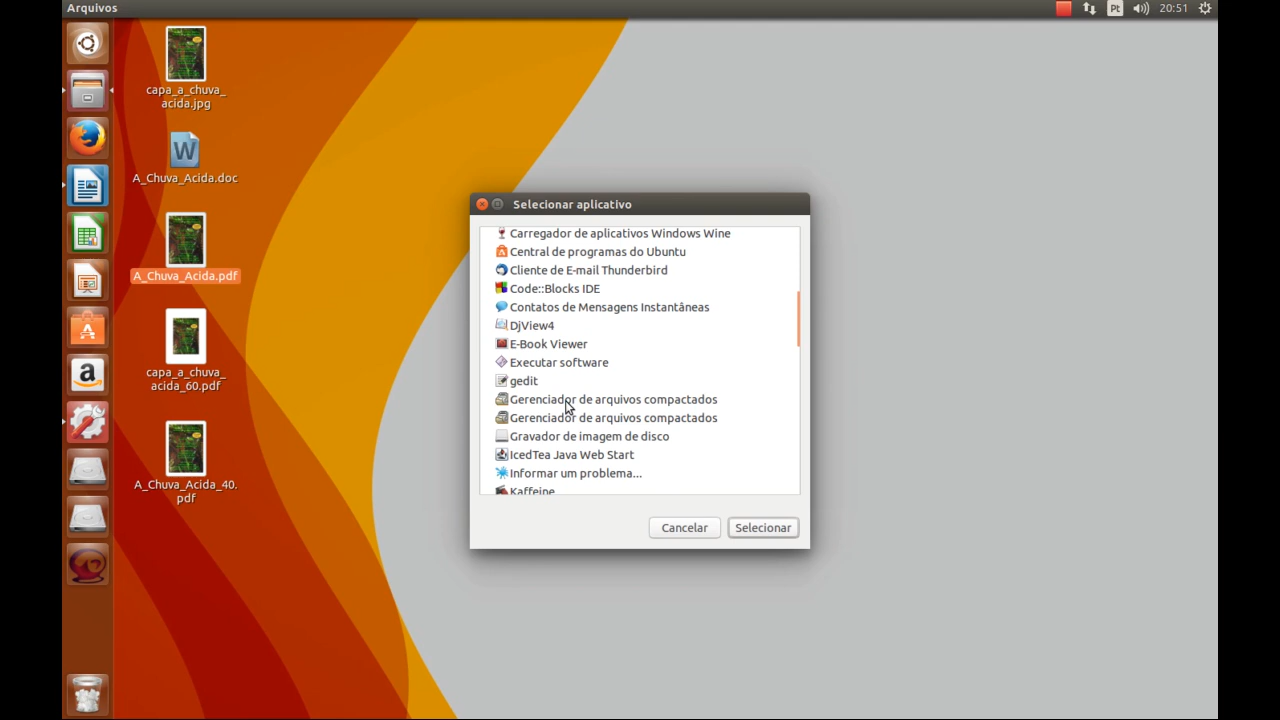 Arquivos
Pt
20:51
capa_a_chuva_
acida.jpg
W
A_Chuva_Acida.doc
A_Chuva_Acida.pdf
capa_a_chuva_
acida_60.pdf
A_Chuva_Acida_40.
pdf
Selecionar aplicativo
Carregador de aplicativos Windows Wine
Central de programas do Ubuntu
Cliente de E-mail Thunderbird
Code::Blocks IDE
Contatos de Mensagens Instantâneas
DjView4
E-Book Viewer
Executar software
gedit
Gerenciador de arquivos compactados
Gerenciador de arquivos compactados
Gravador de imagem de disco
IcedTea Java Web Start
Informar um problema...
Kaffeine
Cancelar
Selecionar